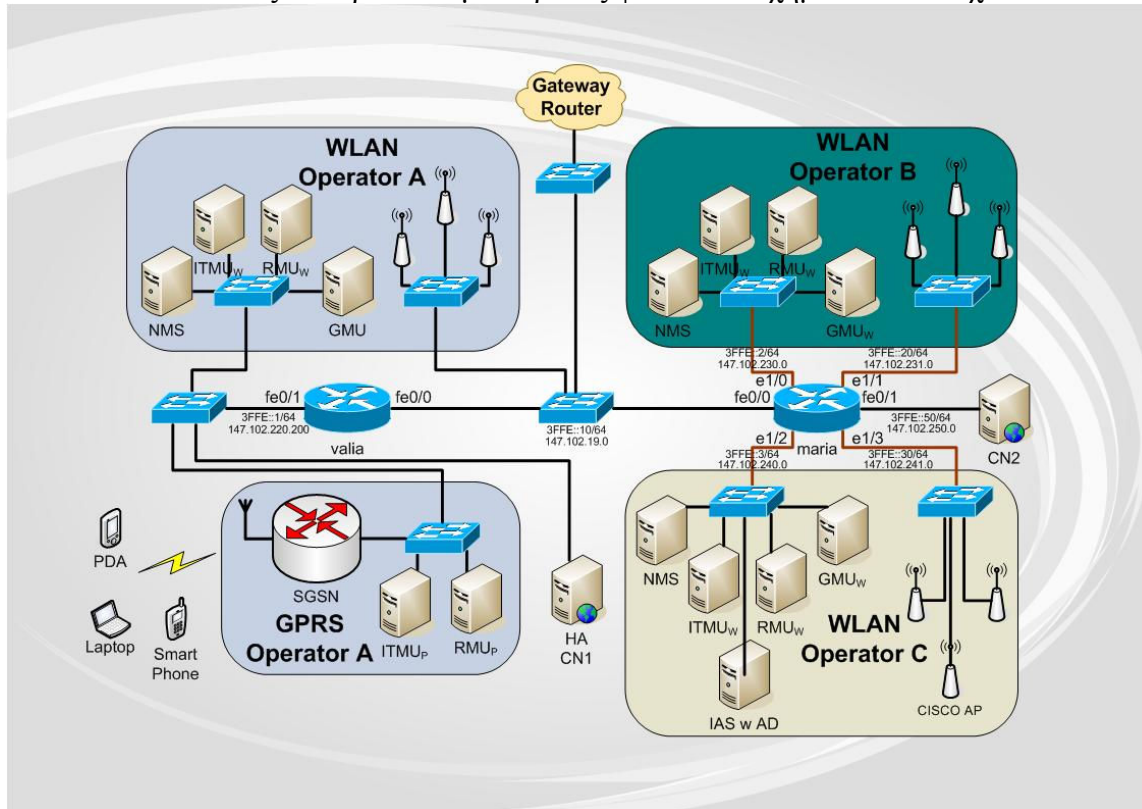 Gateway
Router
WLAN
Operator A
ITMUW
RMUW
NMS
GMU
WLAN
Operator B
ITMUW
RMUW
NMS
GMUW
3FFE::2/64
147.102.230.0
3FFE::20/64
147.102.231.0
e1/0
e1/1
fe0/1
fe0/0
fe0/0
fe0/1
3FFE::1/64
147.102.220.200
valia
3FFE::10/64
147.102.19.0
3FFE::50/64
147.102.250.0
CN2
e1/2
maria
e1/3
3FFE::3/64
147.102.240.0
3FFE::30/64
147.102.241.0
PDA
Laptop
Smart
Phone
SGSN
GPRS
Operator A
ITMUP
RMUP
HA
CN1
NMS
GMUW
ITMUW
RMUW
WLAN
Operator C
IAS w AD
CISCO AP